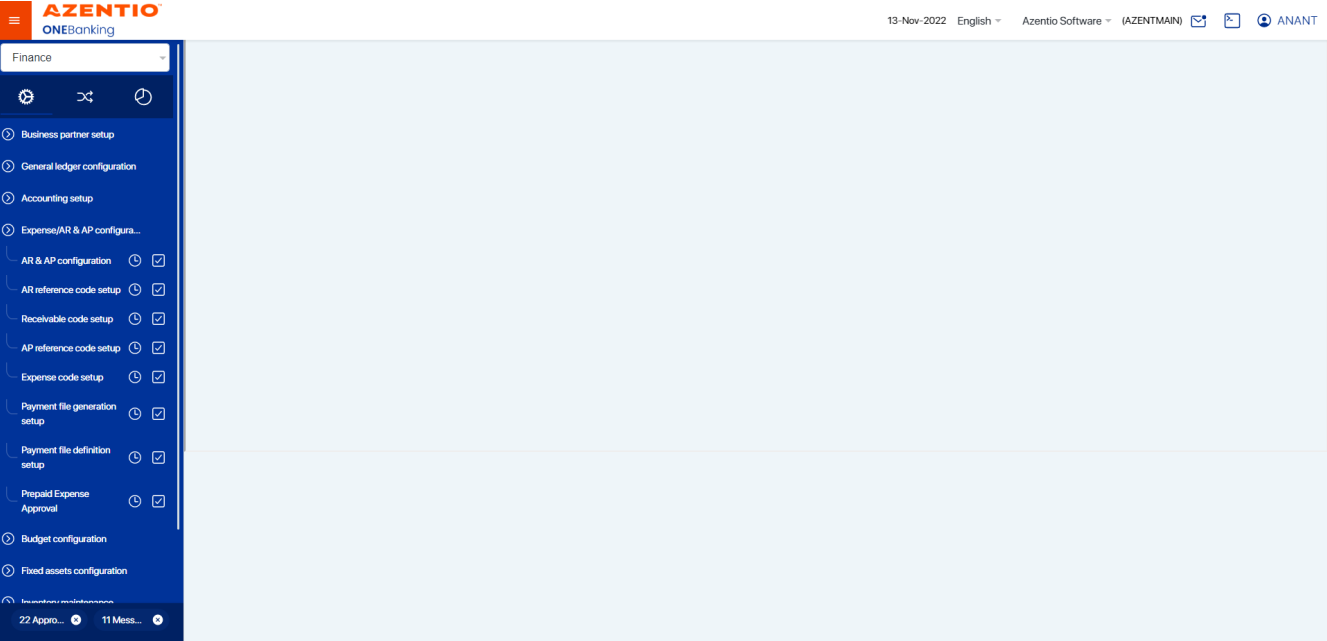 AZENTIO
ONEBanking
13-Nov-2022 English Azentio Software (AZENTMAIN) ANANT
Finance
Business partner setup
General ledger configuration
Accounting setup
Expense/AR & AP configura...
AR & AP configuration
AR reference code setup
Receivable code setup
AP reference code setup
Expense code setup
Payment file generation
setup
Payment file definition
setup
Prepaid Expense
Approval
Budget configuration
Fixed assets configuration
Inventory maintenance
22 Appro... 11 Mess...